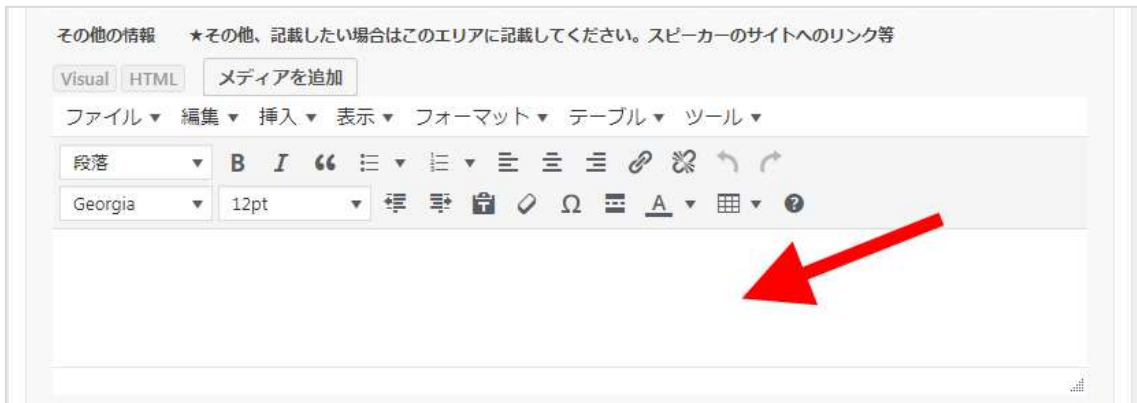 その他の情報 ★その他、記載したい場合はこのエリアに記載してください。スピーカーのサイトへのリンク等
Visual HTML メディアを追加
ファイル 編集 挿入 表示 フォーマット テーブル ツール
段落 B I
Georgia 12pt A